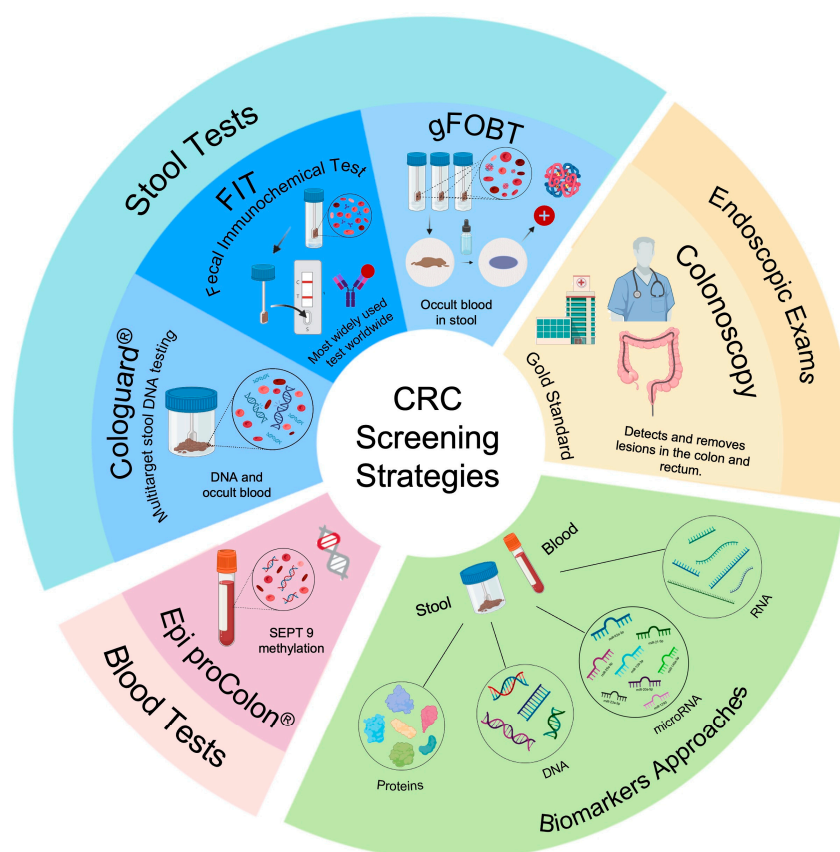 CRC
Screening
Strategies
Stool Tests
gFOBT
Occult blood
in stool
FIT
Fecal Immunochemical Test
C
T
S
Most widely used
test worldwide
Cologuard®
Multitarget stool DNA testing
DNA and
occult blood
Endoscopic Exams
Colonoscopy
Gold Standard
Detects and removes
lesions in the colon and
rectum.
Blood Tests
Epi proColon®
SEPT 9
methylation
Biomarkers Approaches
Stool
Blood
Proteins
DNA
microRNA
RNA